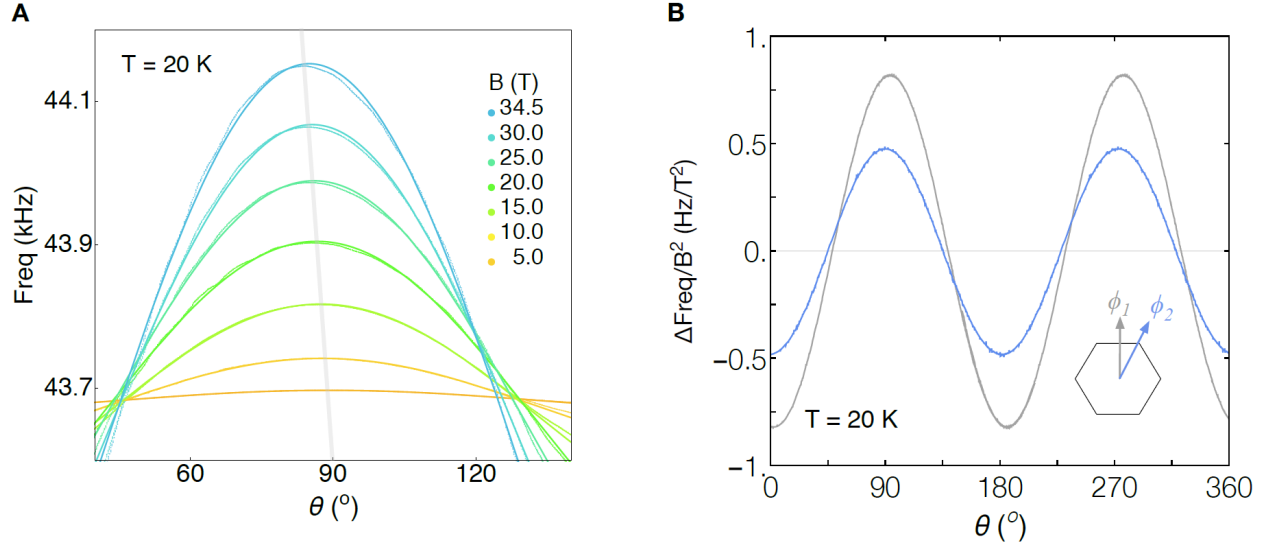 A
T = 20 K
B (T)
34.5
30.0
25.0
20.0
15.0
10.0
5.0
44.1
43.9
43.7
Freq (kHz)
60 90 120
θ (°)
B
1.
0.5
0.
−0.5
−1.
ΔFreq/B² (Hz/T²)
ϕ₁ ϕ₂
T = 20 K
0 90 180 270 360
θ (°)